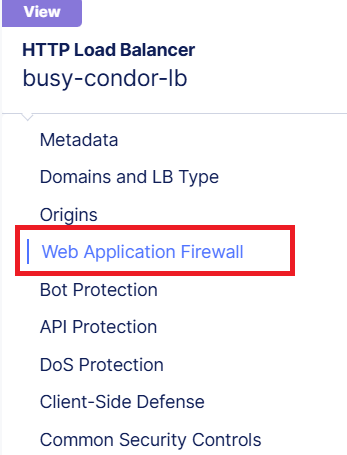 View
HTTP Load Balancer
busy-condor-lb
Metadata
Domains and LB Type
Origins
Web Application Firewall
Bot Protection
API Protection
DoS Protection
Client-Side Defense
Common Security Controls